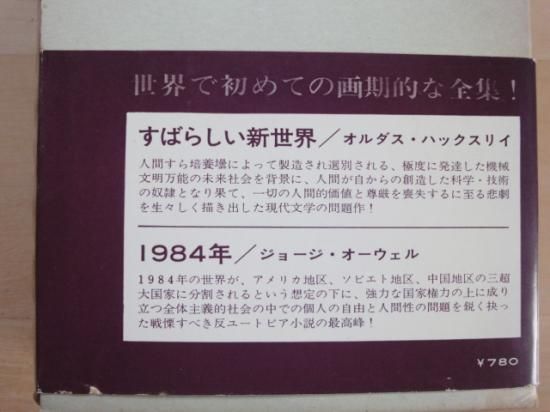 世界で初めての画期的な全集!
すばらしい新世界/オルダス・ハックスリイ
人間すら培養壜によって製造され選別される、極度に発達した機械
文明万能の未来社会を背景に、人間が自からの創造した科学・技術
の奴隷となり果て、一切の人間的価値と尊厳を喪失するに至る悲劇
を生々しく描き出した現代文学の問題作!
1984年/ジョージ・オーウェル
1984年の世界が、アメリカ地区、ソビエト地区、中国地区の三超
大国家に分割されるという想定の下に、強力な国家権力の上に成り
立つ全体主義的社会の中での個人の自由と人間性の問題を鋭く抉っ
た戦慄すべき反ユートピア小説の最高峰!
¥780